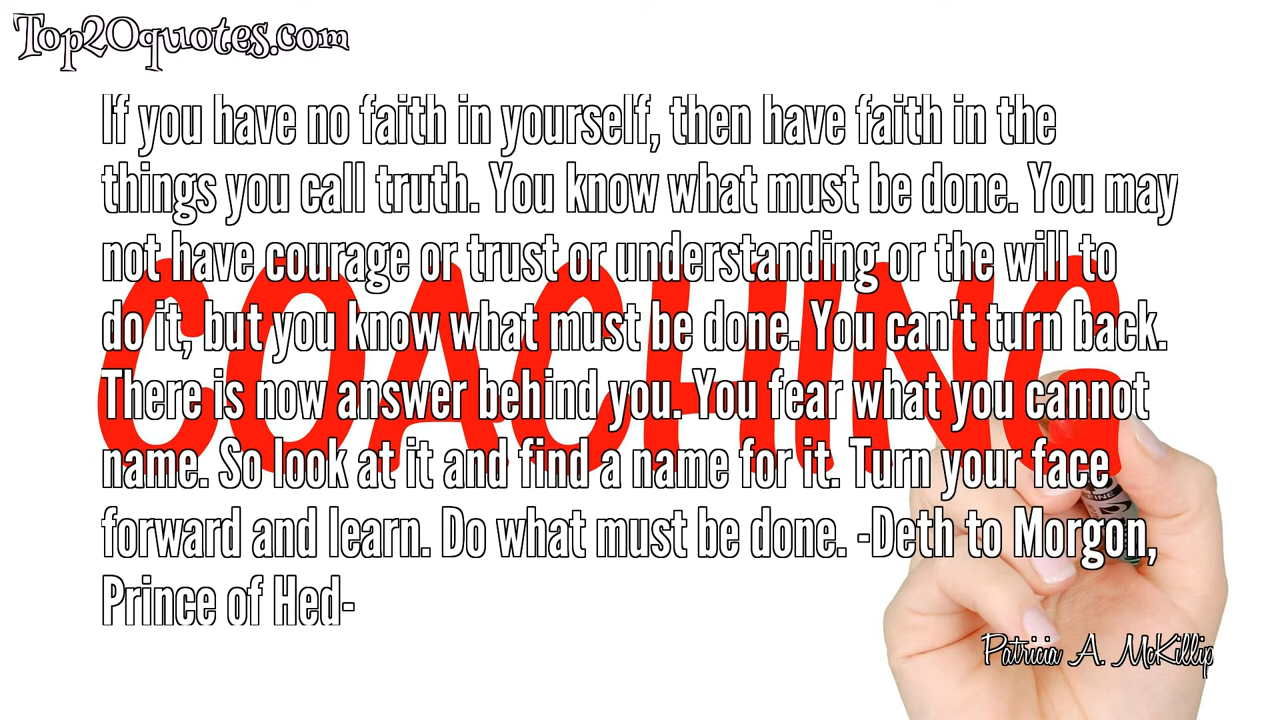 Top20quotes.com
If you have no faith in yourself, then have faith in the
things you call truth. You know what must be done. You may
not have courage or trust or understanding or the will to
do it, but you know what must be done. You can't turn back.
There is now answer behind you. You fear what you cannot
name. So look at it and find a name for it. Turn your face
forward and learn. Do what must be done. -Deth to Morgon,
Prince of Hed-
COACHING
FINE
Patricia A. McKillip